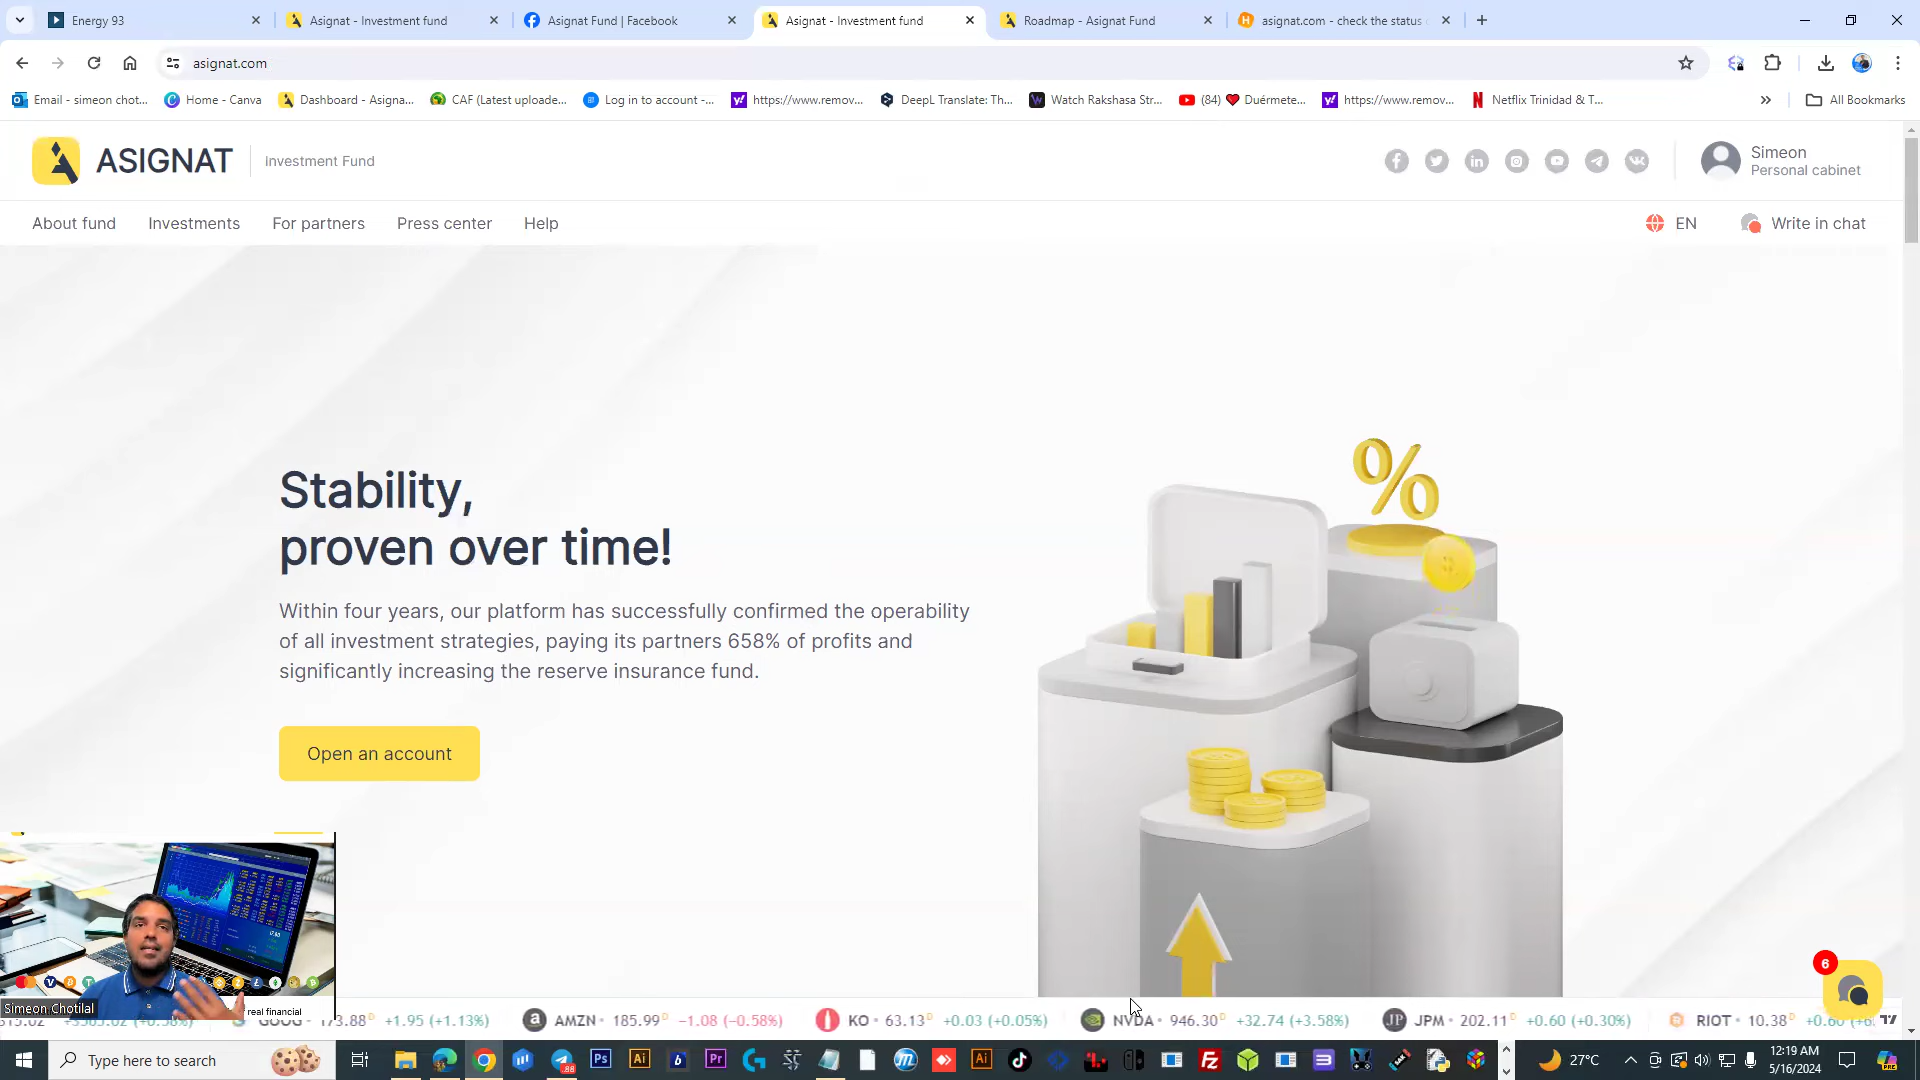 Energy 93
Asignat - Investment fund
Asignat Fund | Facebook
Asignat - Investment fund
Roadmap - Asignat Fund
asignat.com - check the status
asignat.com
Email - simeon chot...
Home - Canva
Dashboard - Asigna...
CAF (Latest uploade...
Log in to account -...
https://www.remov...
DeepL Translate: Th...
Watch Rakshasa Str...
(84) ❤ Duérmete...
https://www.remov...
Netflix Trinidad & T...
All Bookmarks
ASIGNAT
Investment Fund
Simeon
Personal cabinet
About fund
Investments
For partners
Press center
Help
EN
Write in chat
Stability,
proven over time!
Within four years, our platform has successfully confirmed the operability
of all investment strategies, paying its partners 658% of profits and
significantly increasing the reserve insurance fund.
Open an account
6
Simeon Chotilal
real financial
GOOG 173.88 +1.95 (+1.13%)
AMZN 185.99 D −1.08 (−0.58%)
KO 63.13 D +0.03 (+0.05%)
NVDA 946.30 D +32.74 (+3.58%)
JPM 202.11 D +0.60 (+0.30%)
RIOT 10.38 D
Type here to search
27°C
12:19 AM
5/16/2024